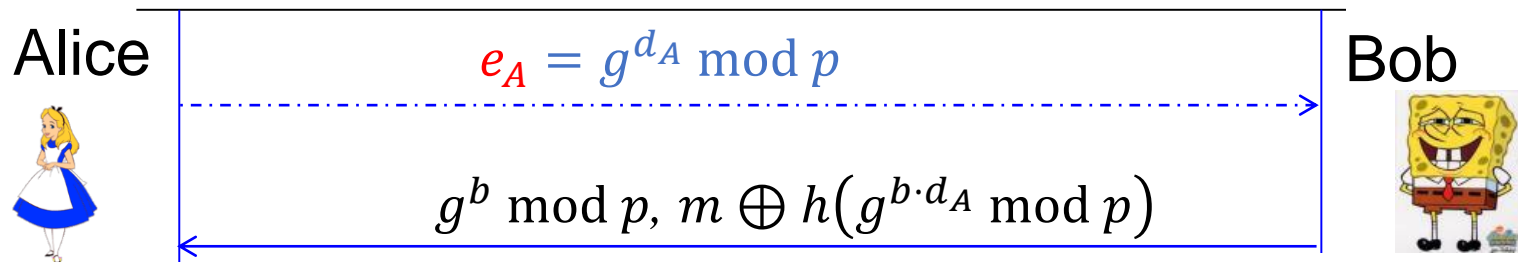 Alice
e_A = g^{d_A} mod p
Bob
g^b mod p, m ⊕ h(g^{b·d_A} mod p)